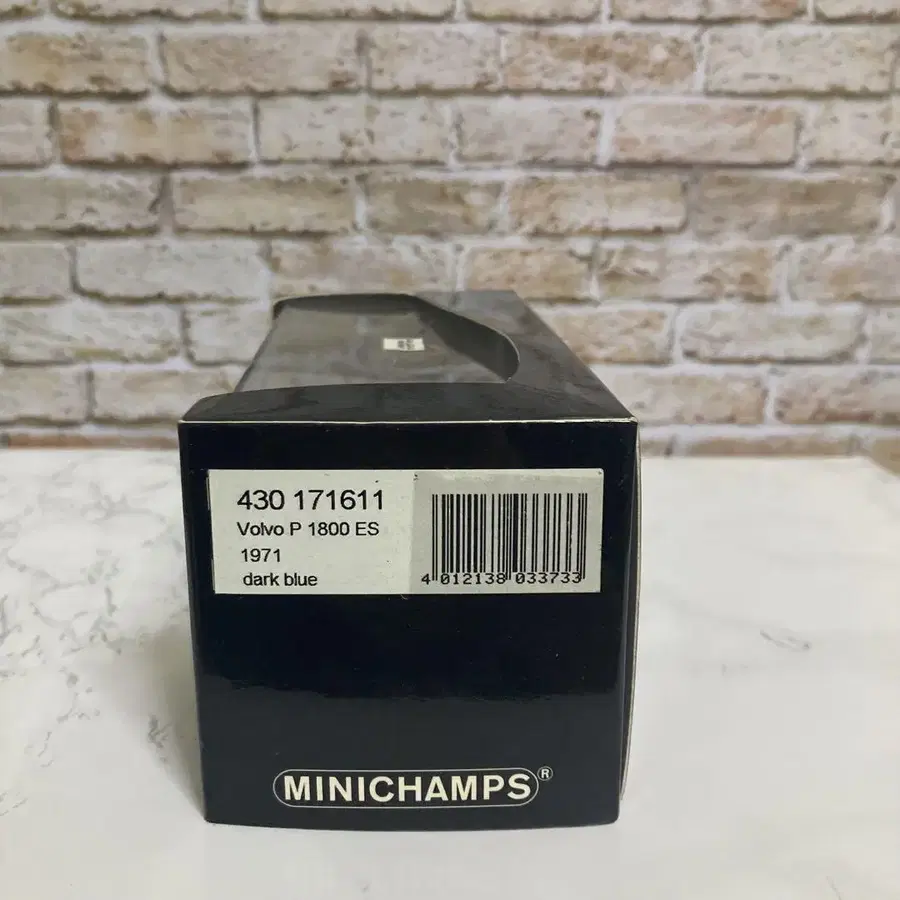 430 171611
Volvo P 1800 ES
1971
dark blue
4 012138 033733
MINICHAMPS®